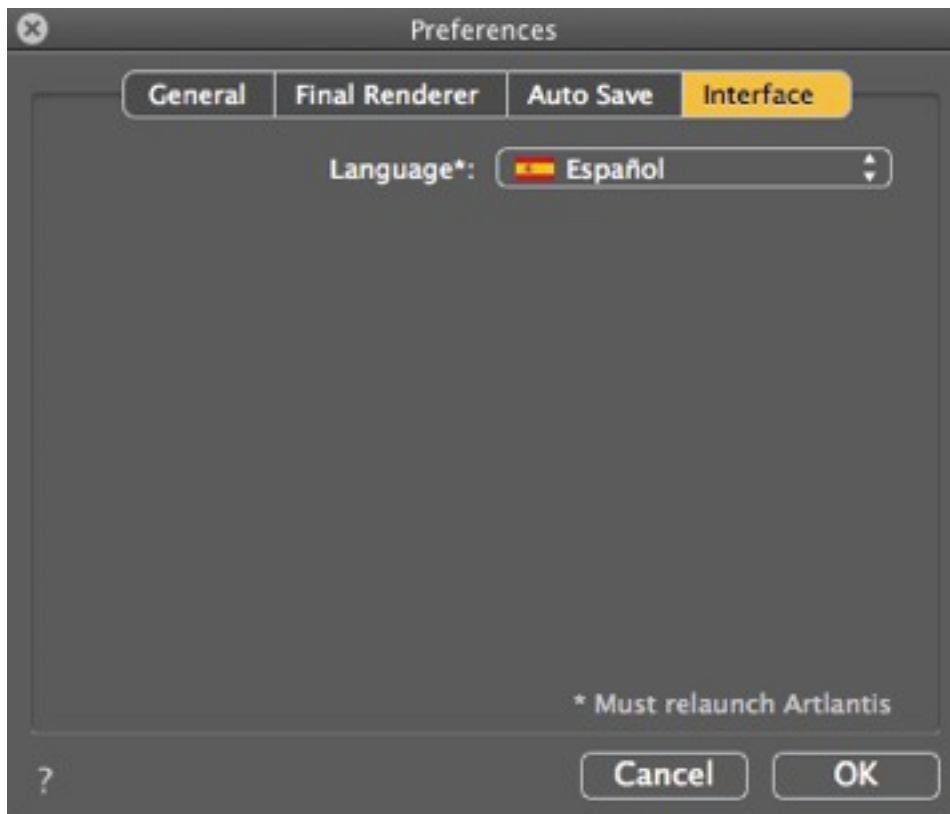 Preferences
General Final Renderer Auto Save Interface
Language*: Español
* Must relaunch Artlantis
? Cancel OK